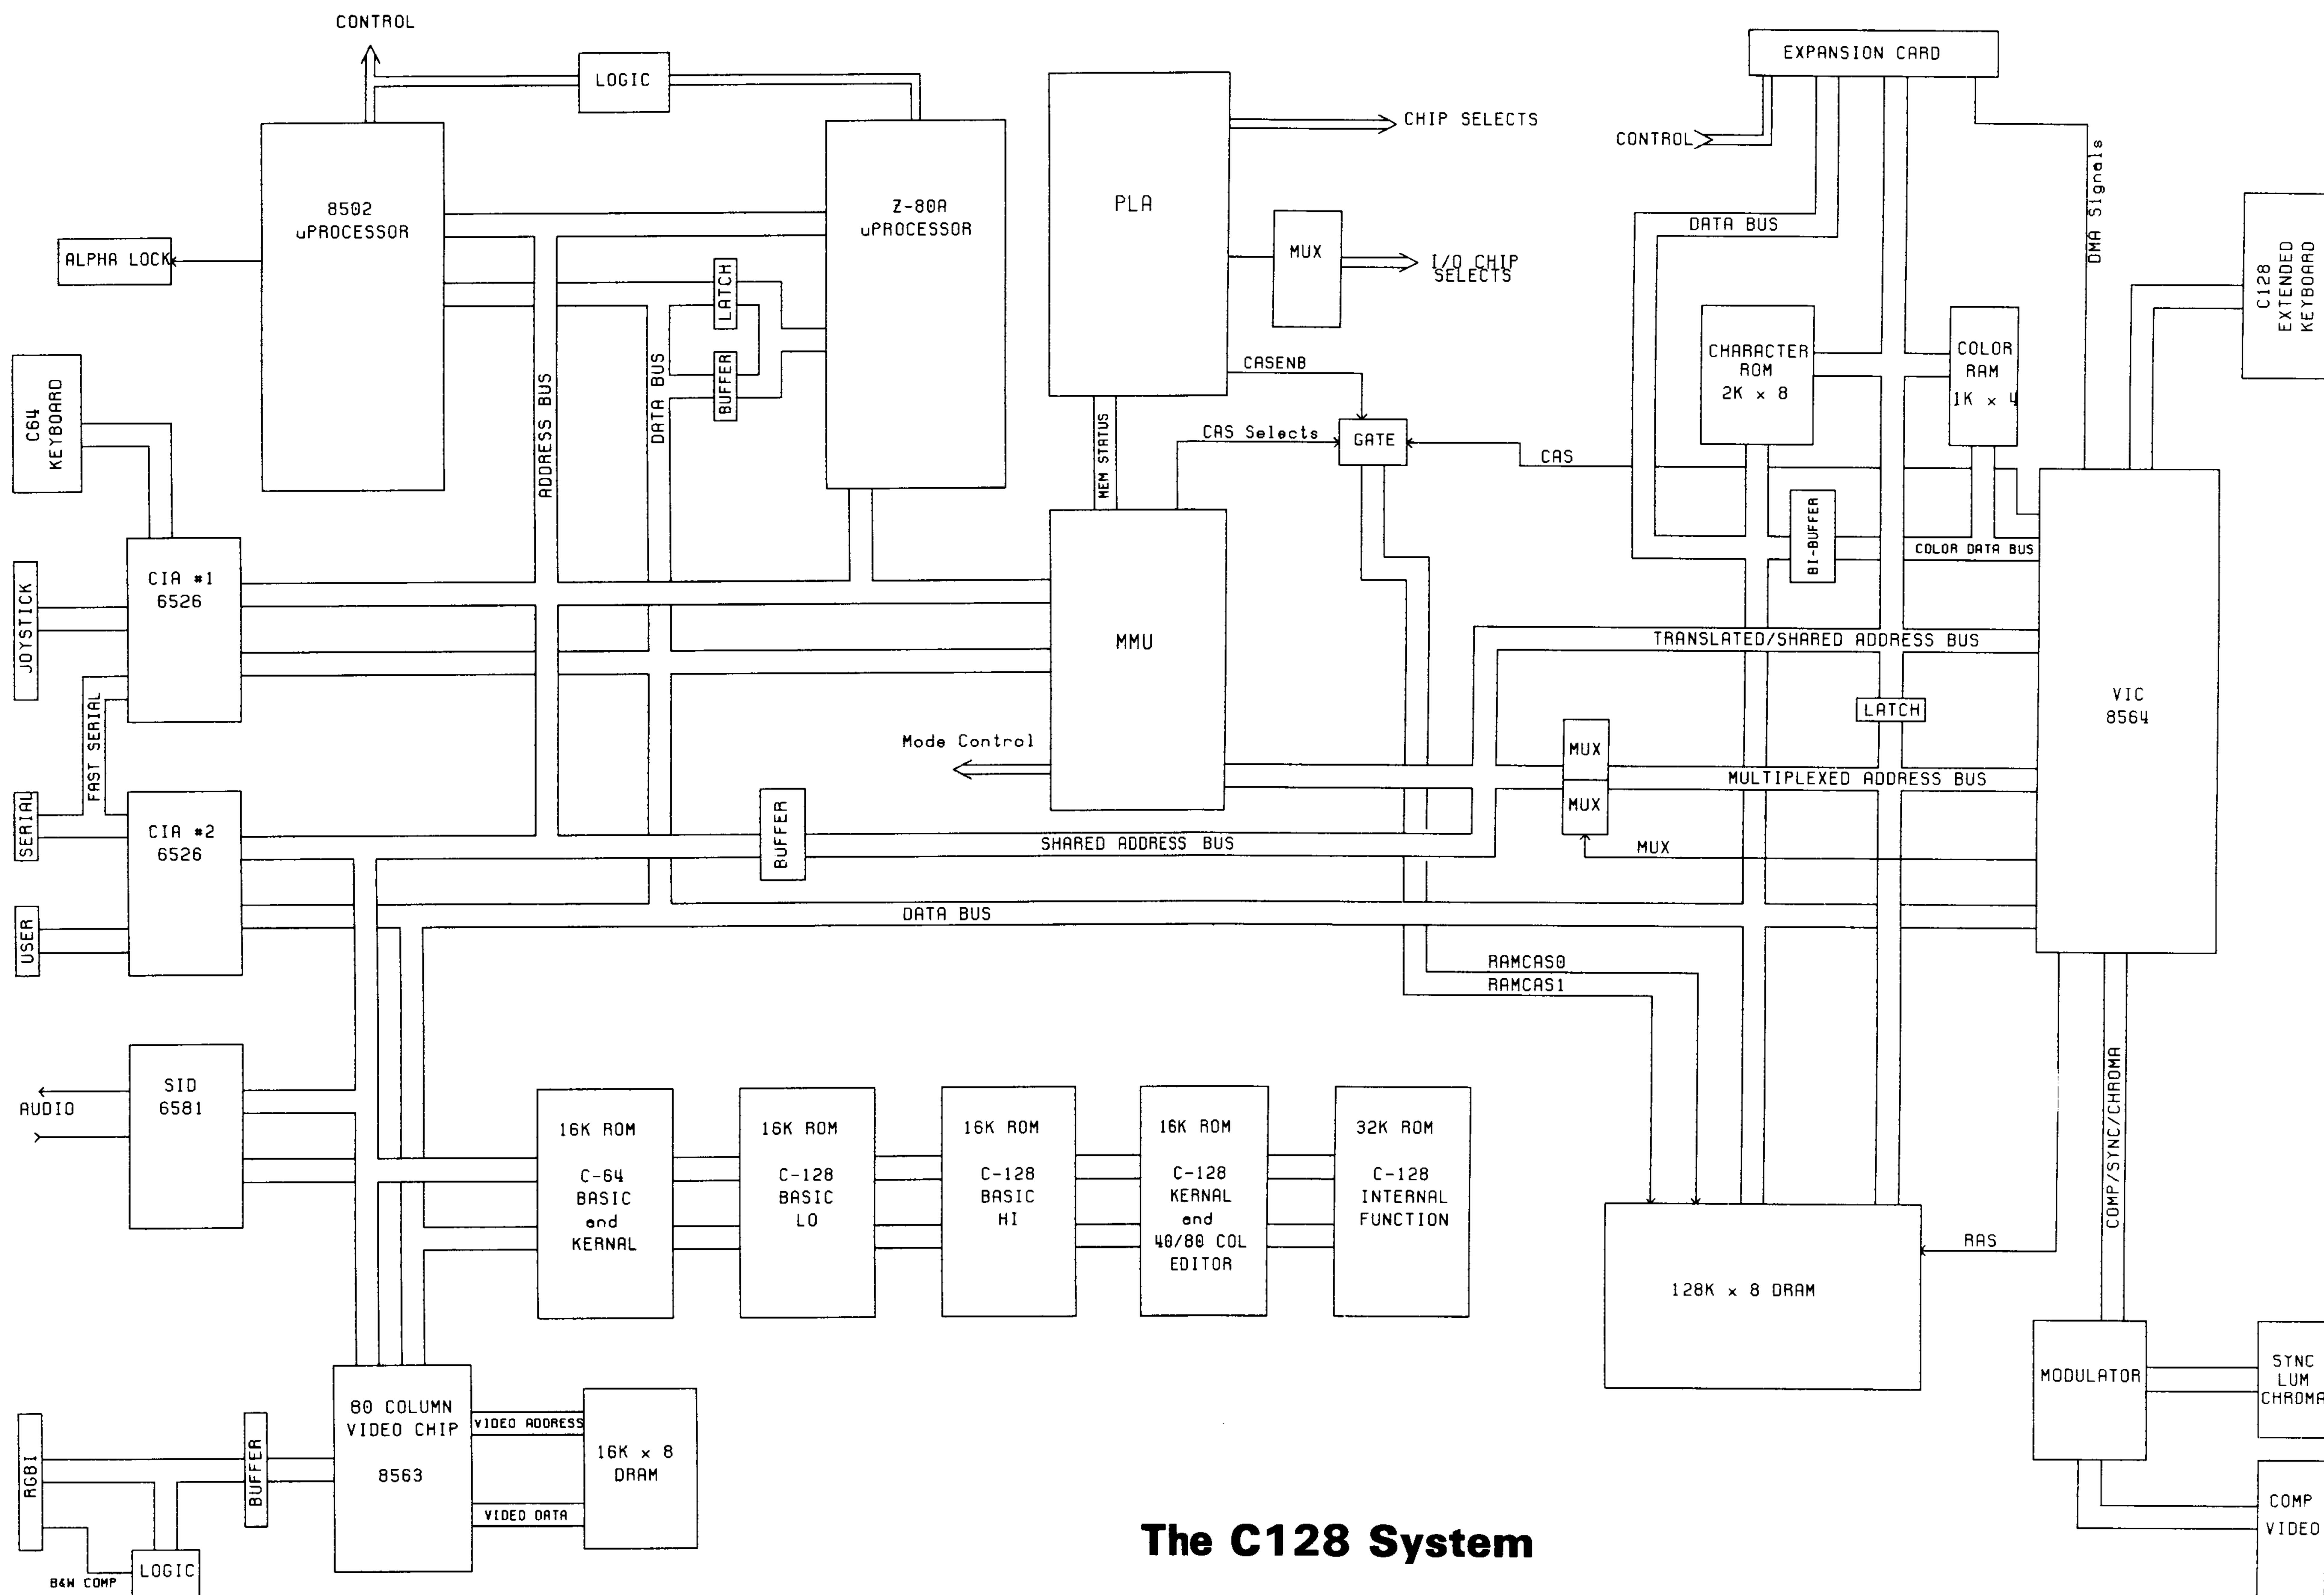 CONTROL
LOGIC
EXPANSION CARD
CHIP SELECTS
CONTROL
DMA Signals
8502
uPROCESSOR
Z-80A
uPROCESSOR
PLA
MUX
I/O CHIP
SELECTS
DATA BUS
ALPHA LOCK
LATCH
BUFFER
C128
EXTENDED
KEYBOARD
CHARACTER
ROM
2K x 8
COLOR
RAM
1K x 4
CASENB
C64
KEYBOARD
ADDRESS BUS
DATA BUS
MEM STATUS
CAS Selects
GATE
CAS
BI-BUFFER
COLOR DATA BUS
CIA #1
6526
JOYSTICK
MMU
TRANSLATED/SHARED ADDRESS BUS
LATCH
VIC
8564
FAST SERIAL
Mode Control
MUX
MUX
MULTIPLEXED ADDRESS BUS
SERIAL
CIA #2
6526
BUFFER
SHARED ADDRESS BUS
MUX
USER
DATA BUS
RAMCAS0
RAMCAS1
AUDIO
SID
6581
16K ROM
C-64
BASIC
and
KERNAL
16K ROM
C-128
BASIC
LO
16K ROM
C-128
BASIC
HI
16K ROM
C-128
KERNAL
and
40/80 COL
EDITOR
32K ROM
C-128
INTERNAL
FUNCTION
COMP/SYNC/CHROMA
RAS
128K x 8 DRAM
MODULATOR
SYNC
LUM
CHROMA
COMP
VIDEO
80 COLUMN
VIDEO CHIP
8563
VIDEO ADDRESS
VIDEO DATA
16K x 8
DRAM
RGBI
BUFFER
B&W COMP
LOGIC
The C128 System